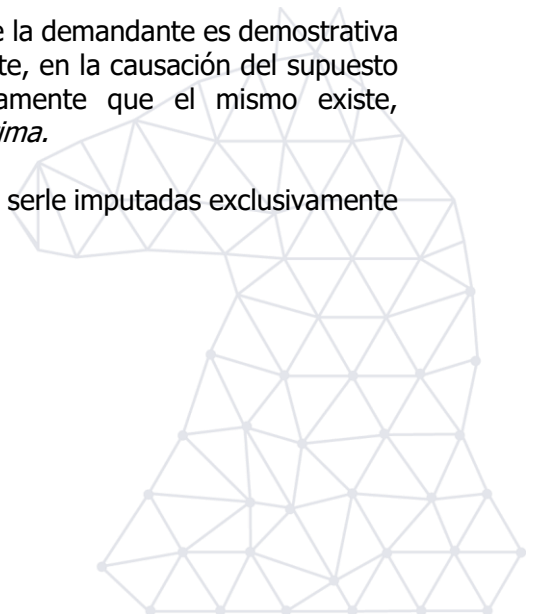 la demandante es demostrativa
te, en la causación del supuesto
amente que el mismo existe,
ima.
serle imputadas exclusivamente